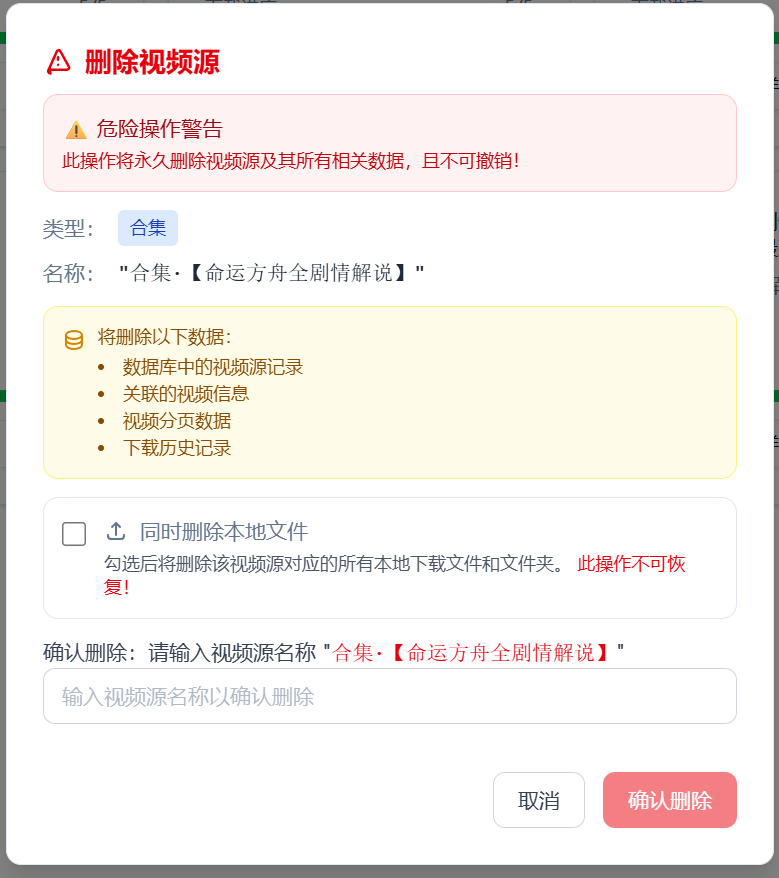 删除视频源
危险操作警告
此操作将永久删除视频源及其所有相关数据，且不可撤销！
类型： 合集
名称： "合集·【命运方舟全剧情解说】"
将删除以下数据：
• 数据库中的视频源记录
• 关联的视频信息
• 视频分页数据
• 下载历史记录
同时删除本地文件
勾选后将删除该视频源对应的所有本地下载文件和文件夹。 此操作不可恢
复！
确认删除：请输入视频源名称 "合集·【命运方舟全剧情解说】"
输入视频源名称以确认删除
取消 确认删除